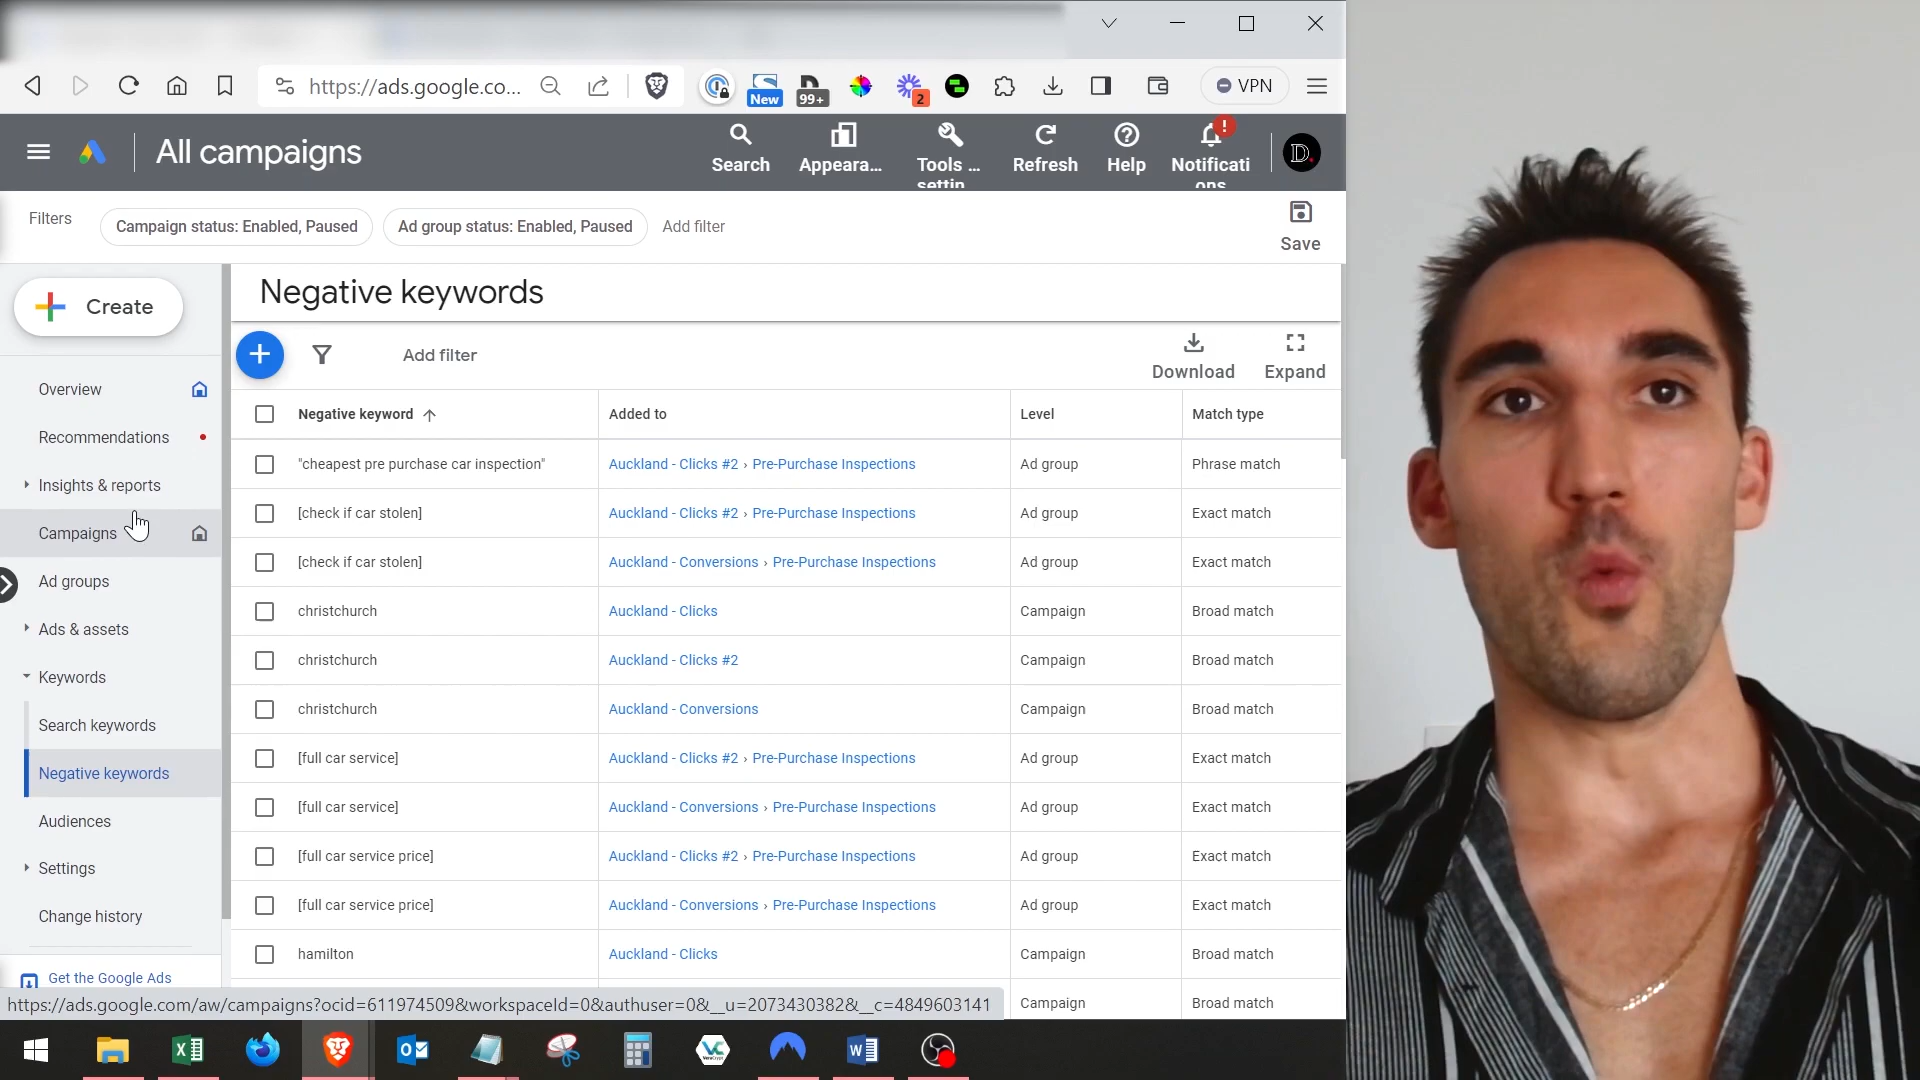 https://ads.google.co...
New
99+
2
VPN
All campaigns
Search
Appeara...
Tools ...
settin
Refresh
Help
!
Notificati
ons
D.
Filters
Campaign status: Enabled, Paused
Ad group status: Enabled, Paused
Add filter
Save
Create
Overview
Recommendations
Insights & reports
Campaigns
Ad groups
Ads & assets
Keywords
Search keywords
Negative keywords
Audiences
Settings
Change history
Get the Google Ads
Negative keywords
Add filter
Download
Expand
Negative keyword Added to Level Match type
"cheapest pre purchase car inspection" Auckland - Clicks #2 › Pre-Purchase Inspections Ad group Phrase match
[check if car stolen] Auckland - Clicks #2 › Pre-Purchase Inspections Ad group Exact match
[check if car stolen] Auckland - Conversions › Pre-Purchase Inspections Ad group Exact match
christchurch Auckland - Clicks Campaign Broad match
christchurch Auckland - Clicks #2 Campaign Broad match
christchurch Auckland - Conversions Campaign Broad match
[full car service] Auckland - Clicks #2 › Pre-Purchase Inspections Ad group Exact match
[full car service] Auckland - Conversions › Pre-Purchase Inspections Ad group Exact match
[full car service price] Auckland - Clicks #2 › Pre-Purchase Inspections Ad group Exact match
[full car service price] Auckland - Conversions › Pre-Purchase Inspections Ad group Exact match
hamilton Auckland - Clicks Campaign Broad match
Campaign Broad match
https://ads.google.com/aw/campaigns?ocid=611974509&workspaceId=0&authuser=0&__u=2073430382&__c=4849603141